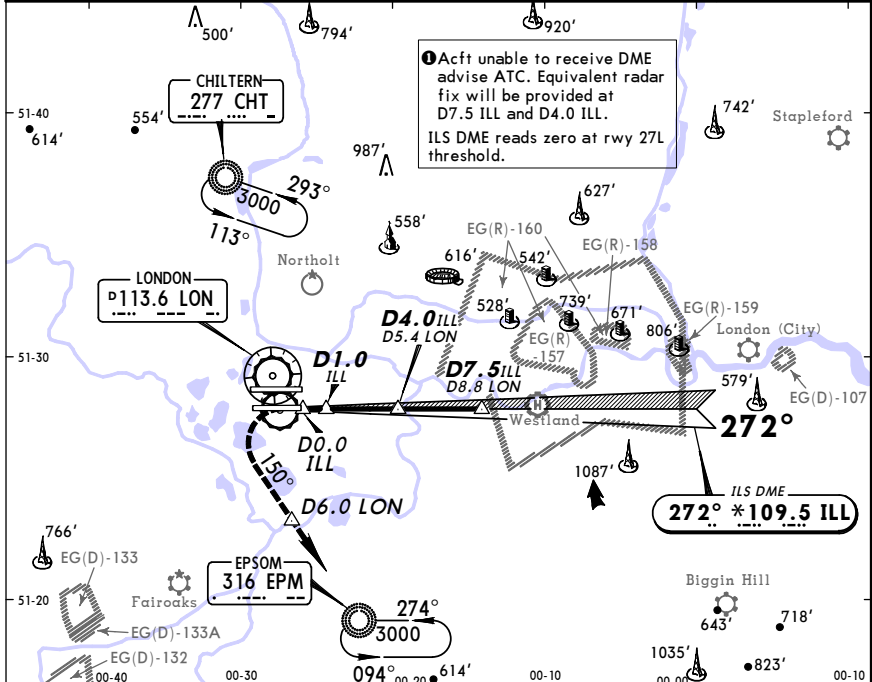 500'
794'
920'
❶Acft unable to receive DME
advise ATC. Equivalent radar
fix will be provided at
D7.5 ILL and D4.0 ILL.
ILS DME reads zero at rwy 27L
threshold.
CHILTERN
277 CHT
51-40
614'
554'
742'
Stapleford
987'
293°
3000
113°
627'
558'
EG(R)-160
EG(R)-158
Northolt
616'
542'
LONDON
D113.6 LON
528'
739'
671'
806'
EG(R)-159
London (City)
D4.0 ILL
D5.4 LON
EG(R)
-157
51-30
D1.0
ILL
D7.5 ILL
D8.8 LON
579'
EG(D)-107
H
Westland
272°
D0.0
ILL
150°
1087'
D6.0 LON
ILS DME
272° *109.5 ILL
766'
EG(D)-133
EPSOM
316 EPM
Fairoaks
Biggin Hill
51-20
274°
3000
643'
718'
EG(D)-133A
EG(D)-132
094°
614'
1035'
823'
00-40
00-30
00-20
00-10
00-00
00-10